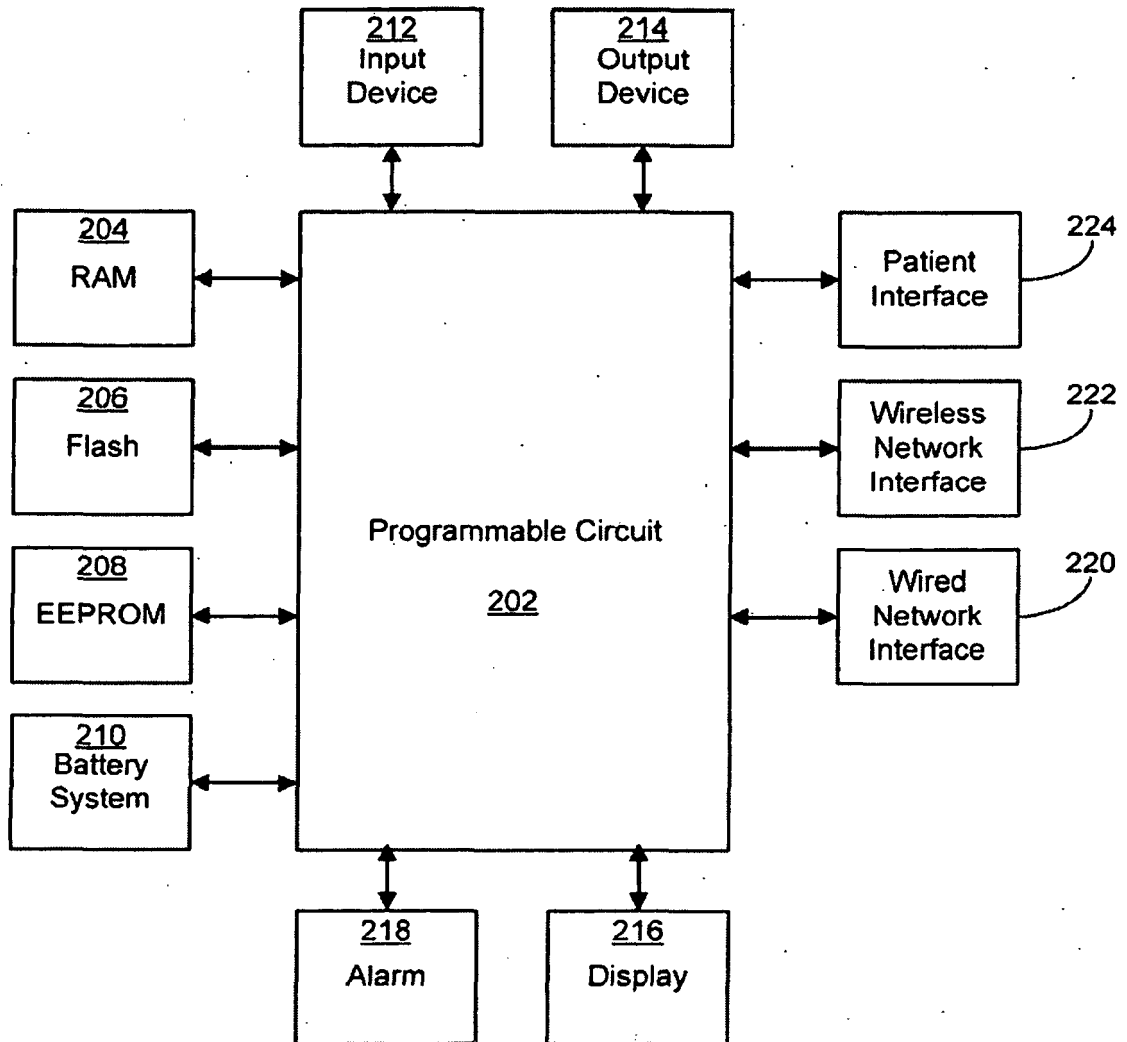 212
Input
Device
214
Output
Device
204
RAM
206
Flash
208
EEPROM
210
Battery
System
Programmable Circuit
202
Patient
Interface
224
Wireless
Network
Interface
222
Wired
Network
Interface
220
218
Alarm
216
Display